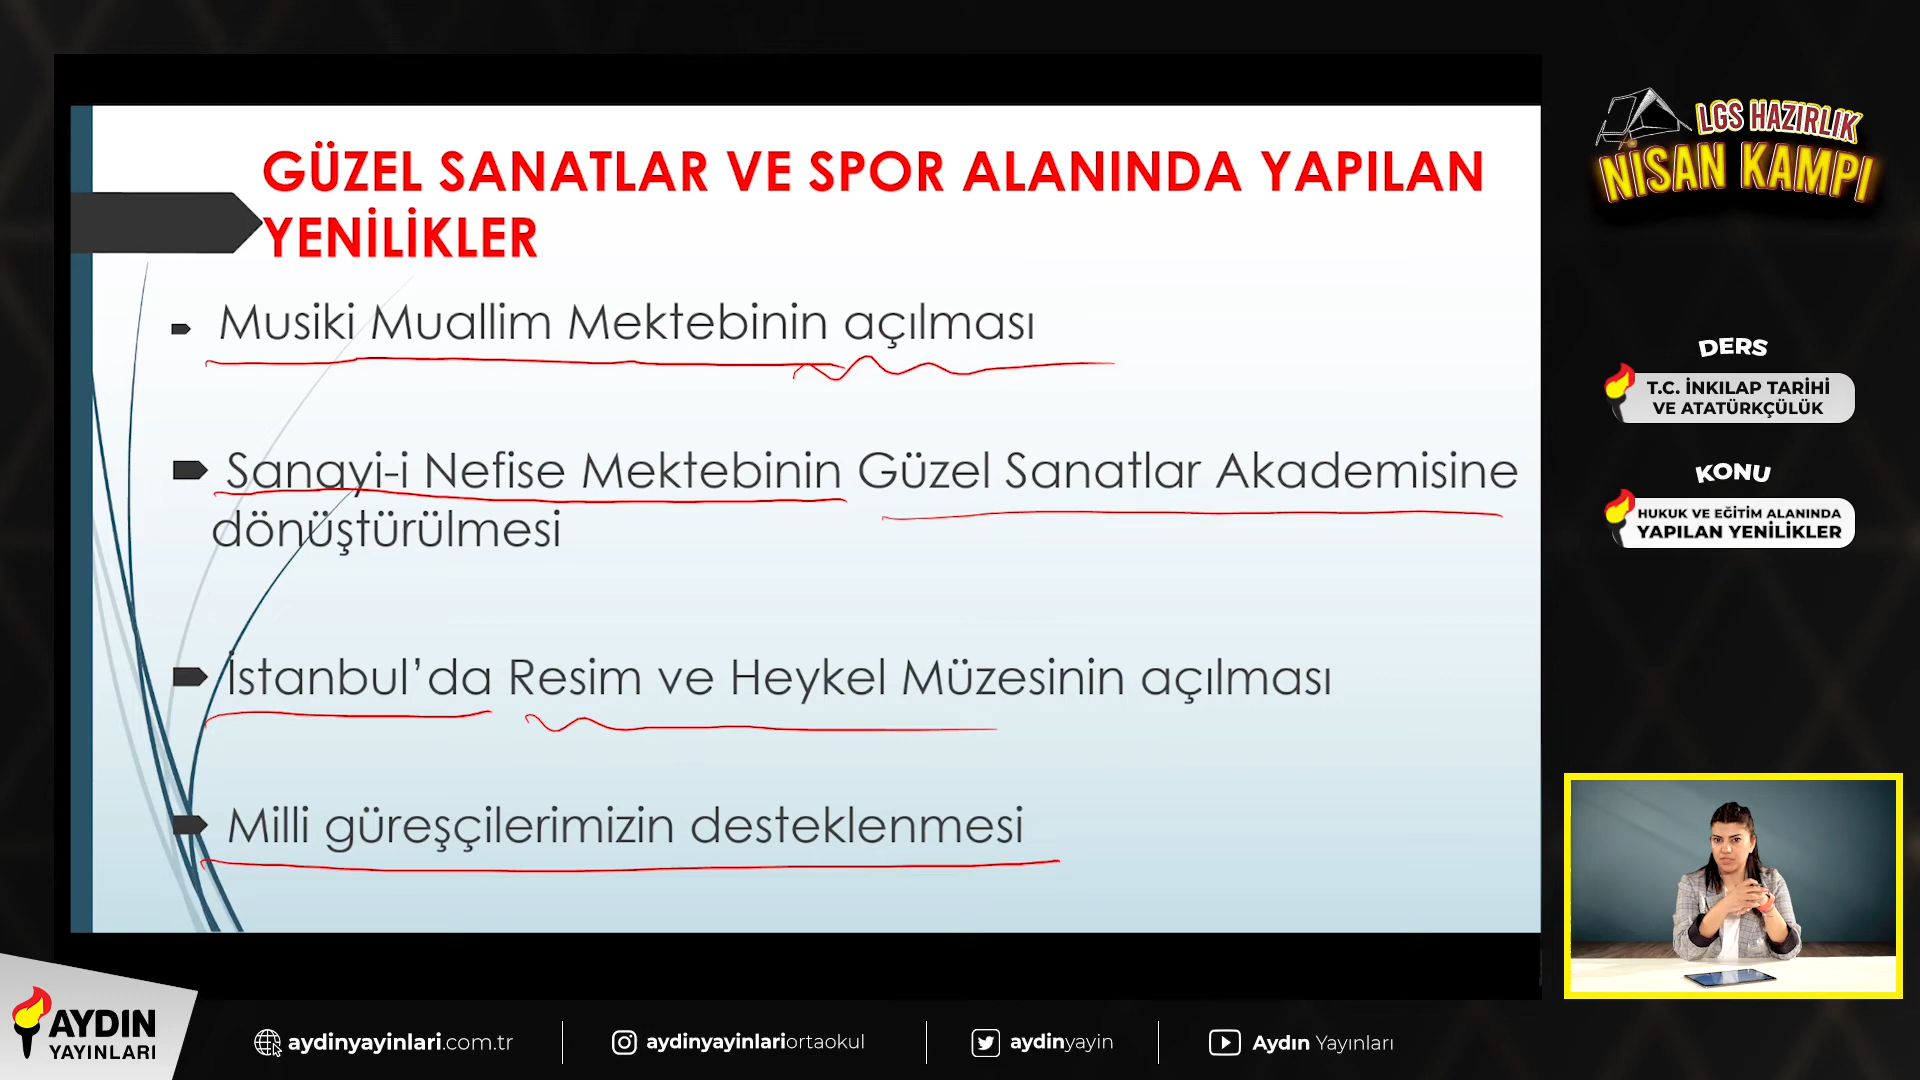 GÜZEL SANATLAR VE SPOR ALANINDA YAPILAN
YENİLİKLER
Musiki Muallim Mektebinin açılması
Sanayi-i Nefise Mektebinin Güzel Sanatlar Akademisine
dönüştürülmesi
İstanbul'da Resim ve Heykel Müzesinin açılması
Milli güreşçilerimizin desteklenmesi
LGS HAZIRLIK
NİSAN KAMPI
DERS
T.C. İNKILAP TARİHİ
VE ATATÜRKÇÜLÜK
KONU
HUKUK VE EĞİTİM ALANINDA
YAPILAN YENİLİKLER
AYDIN
YAYINLARI
aydinyayinlari.com.tr
aydinyayinlariortaokul
aydinyayin
Aydın Yayınları